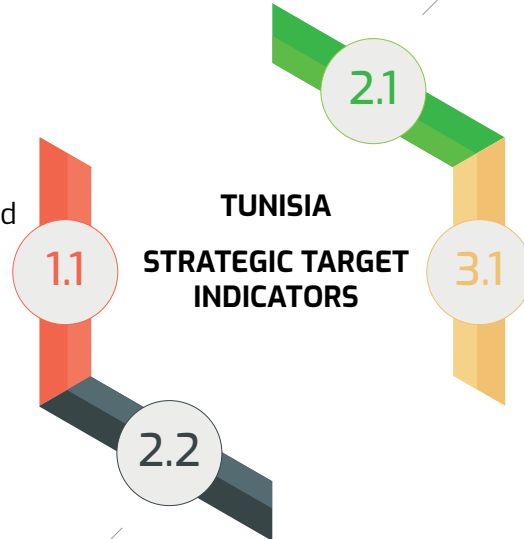 2.1
d
TUNISIA
1.1
STRATEGIC TARGET
INDICATORS
3.1
2.2